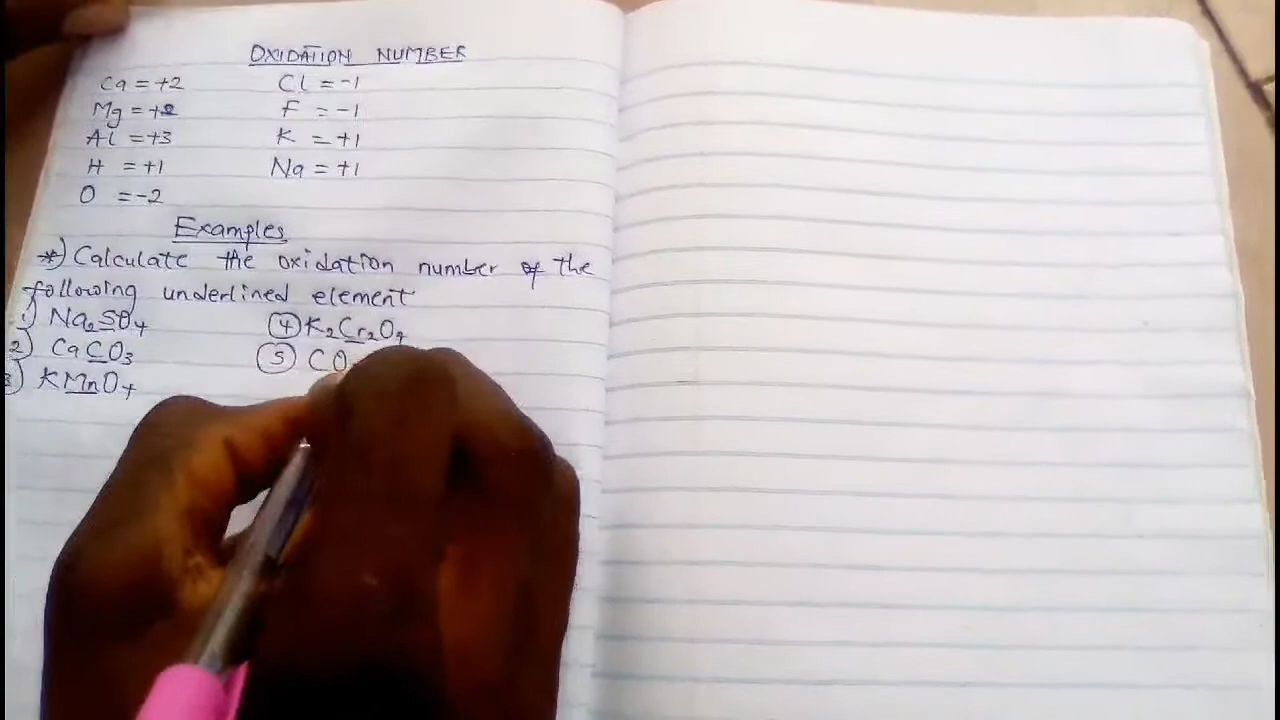 OXIDATION NUMBER
Ca = +2 Cl = -1
Mg = +2 F = -1
Al = +3 K = +1
H = +1 Na = +1
O = -2
Examples
*) Calculate the oxidation number of the
following underlined element
1) Na₂SO₄ ④ K₂Cr₂O₇
2) CaCO₃ ⑤ CO
3) KMnO₄